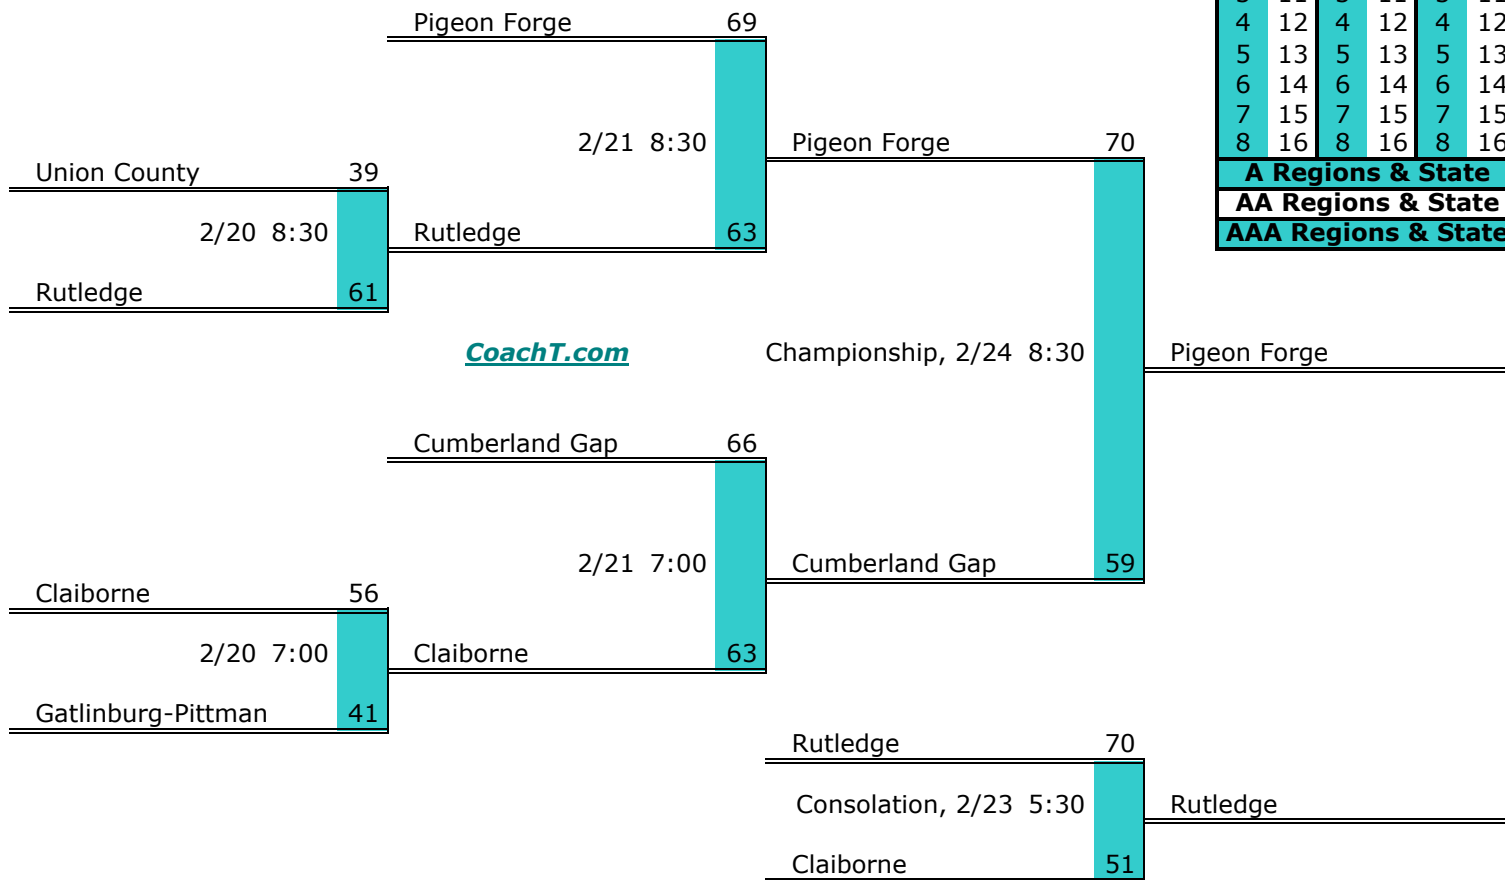 Pigeon Forge 69
4 12 4 12 4 12
5 13 5 13 5 13
6 14 6 14 6 14
7 15 7 15 7 15
2/21 8:30 Pigeon Forge 70
8 16 8 16 8 16
Union County 39
A Regions & State
AA Regions & State
2/20 8:30 Rutledge 63
AAA Regions & State
Rutledge 61
CoachT.com Championship, 2/24 8:30 Pigeon Forge
Cumberland Gap 66
2/21 7:00 Cumberland Gap 59
Claiborne 56
2/20 7:00 Claiborne 63
Gatlinburg-Pittman 41
Rutledge 70
Consolation, 2/23 5:30 Rutledge
Claiborne 51